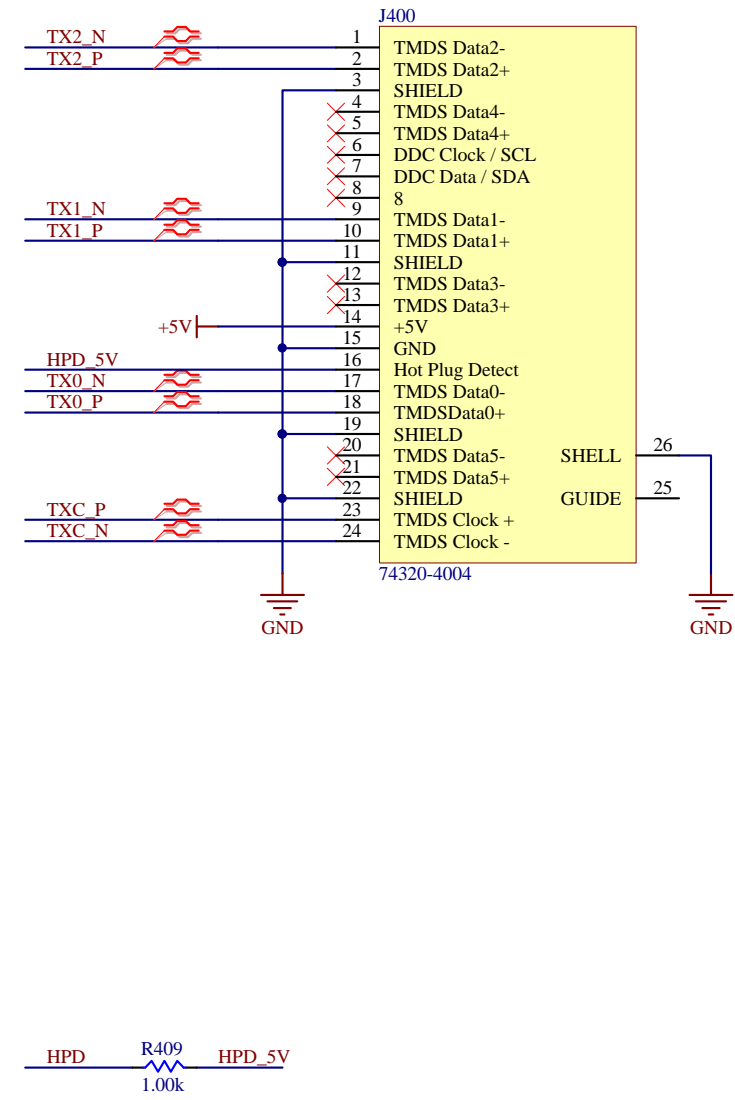 J400
TX2_N 1 TMDS Data2-
TX2_P 2 TMDS Data2+
3 SHIELD
4 TMDS Data4-
5 TMDS Data4+
6 DDC Clock / SCL
7 DDC Data / SDA
8 8
TX1_N 9 TMDS Data1-
TX1_P 10 TMDS Data1+
11 SHIELD
12 TMDS Data3-
13 TMDS Data3+
+5V 14 +5V
15 GND
HPD_5V 16 Hot Plug Detect
TX0_N 17 TMDS Data0-
TX0_P 18 TMDSData0+
19 SHIELD
20 TMDS Data5- SHELL 26
21 TMDS Data5+
22 SHIELD GUIDE 25
TXC_P 23 TMDS Clock +
TXC_N 24 TMDS Clock -
74320-4004
GND GND
HPD R409 HPD_5V
1.00k